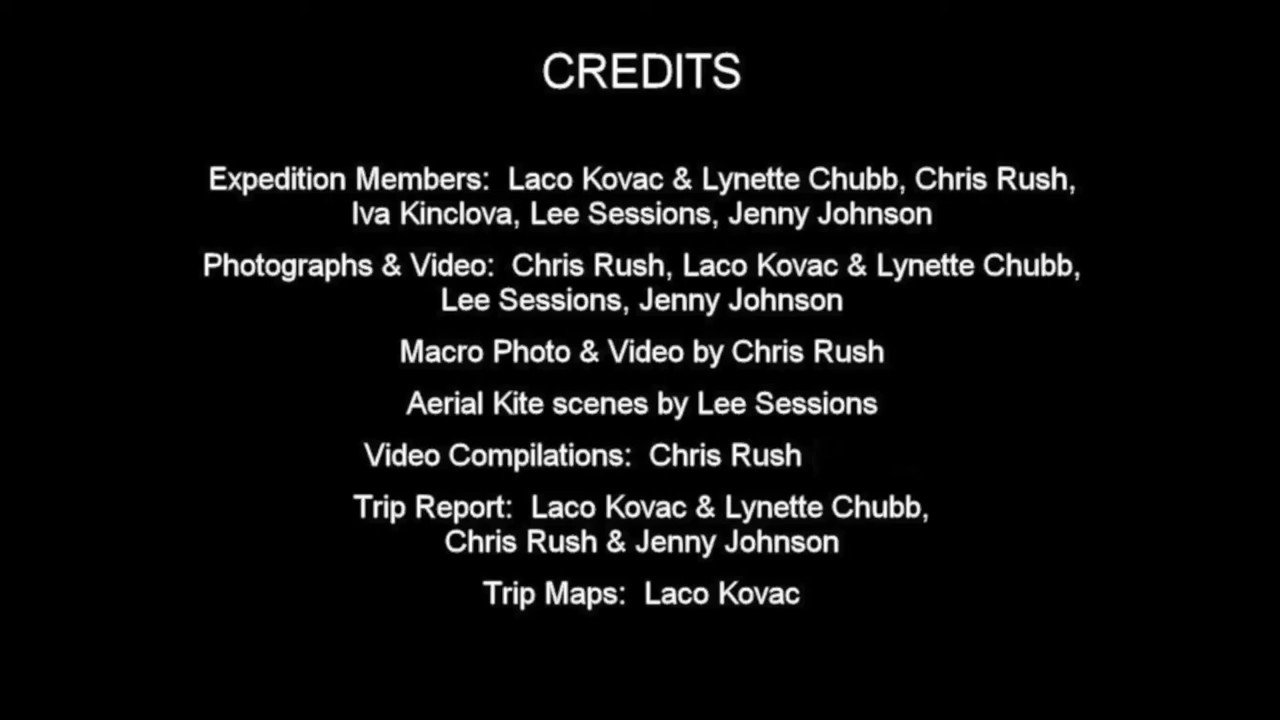 CREDITS
Expedition Members:  Laco Kovac & Lynette Chubb, Chris Rush,
Iva Kinclova, Lee Sessions, Jenny Johnson
Photographs & Video:  Chris Rush, Laco Kovac & Lynette Chubb,
Lee Sessions, Jenny Johnson
Macro Photo & Video by Chris Rush
Aerial Kite scenes by Lee Sessions
Video Compilations:  Chris Rush
Trip Report:  Laco Kovac & Lynette Chubb,
Chris Rush & Jenny Johnson
Trip Maps:  Laco Kovac